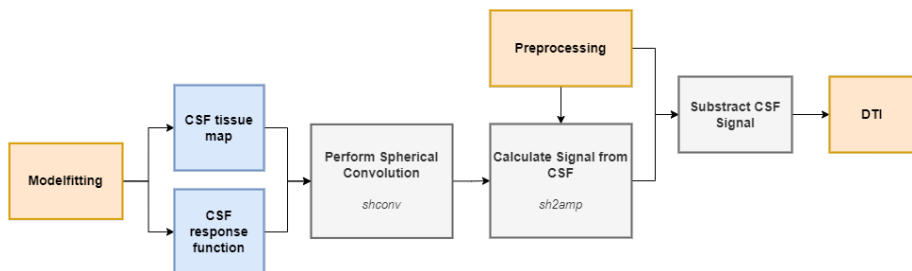 Preprocessing
CSF tissue
map
Substract CSF
Signal
DTI
Modelfitting
Perform Spherical
Convolution
shconv
Calculate Signal from
CSF
sh2amp
CSF
response
function